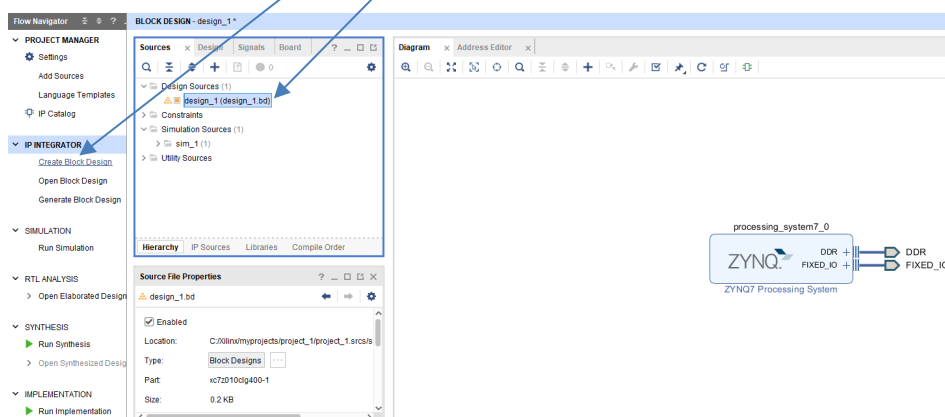 Flow Navigator
PROJECT MANAGER
Settings
Add Sources
Language Templates
IP Catalog
IP INTEGRATOR
Create Block Design
Open Block Design
Generate Block Design
SIMULATION
Run Simulation
RTL ANALYSIS
Open Elaborated Design
SYNTHESIS
Run Synthesis
Open Synthesized Desig
IMPLEMENTATION
Run Implementation
BLOCK DESIGN - design_1 *
Sources
Design
Signals
Board
0
Design Sources (1)
design_1 (design_1.bd)
Constraints
Simulation Sources (1)
sim_1 (1)
Utility Sources
Hierarchy
IP Sources
Libraries
Compile Order
Source File Properties
design_1.bd
Enabled
Location: C:/Xilinx/myprojects/project_1/project_1.srcs/s
Type: Block Designs
Part: xc7z010clg400-1
Size: 0.2 KB
Diagram
Address Editor
processing_system7_0
ZYNQ
DDR
FIXED_IO
DDR
FIXED_IO
ZYNQ7 Processing System